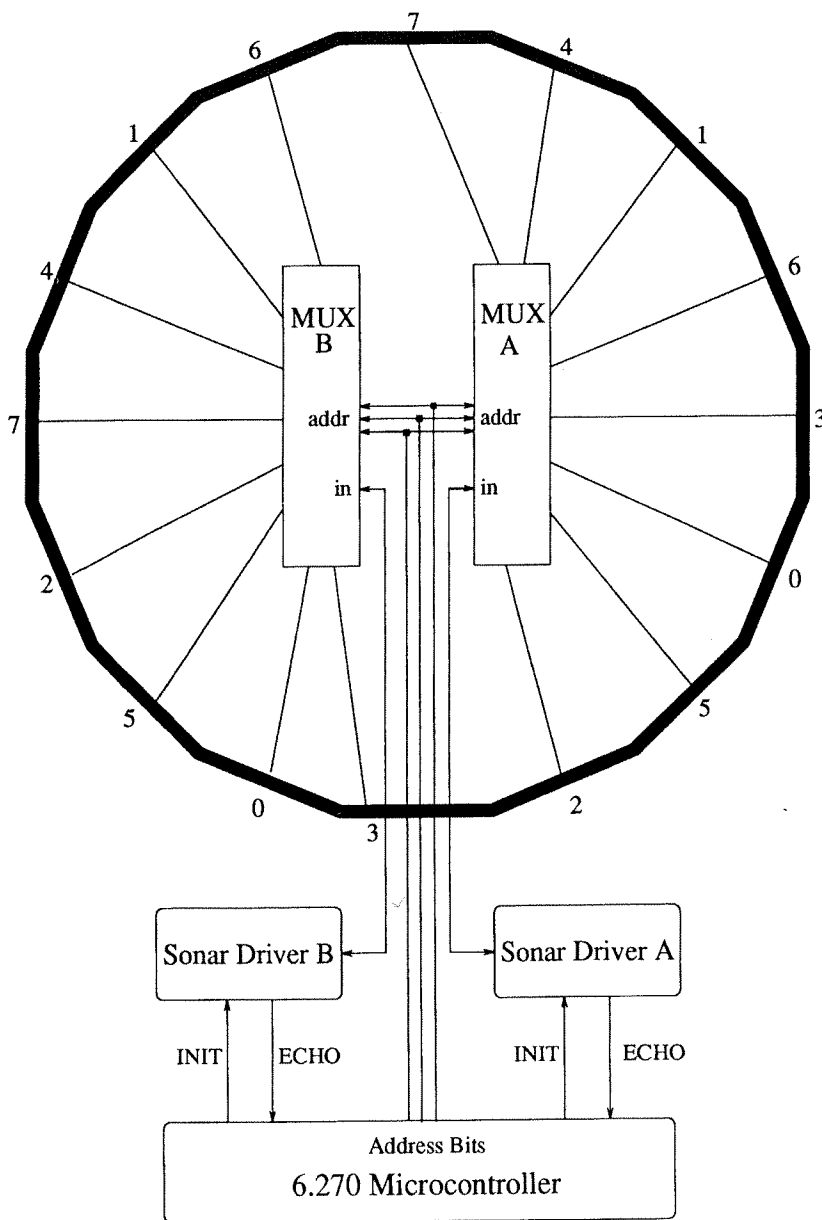 7
6
4
1
1
4
6
MUX
B
MUX
A
7
addr
addr
3
in
in
2
0
5
5
0
3
2
Sonar Driver B
Sonar Driver A
INIT
ECHO
INIT
ECHO
Address Bits
6.270 Microcontroller